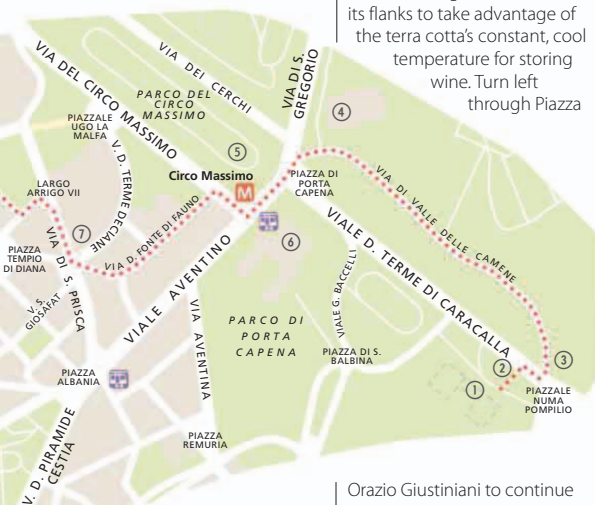 its flanks to take advantage of
the terra cotta's constant, cool
temperature for storing
wine. Turn left
through Piazza
VIA DEL CIRCO MASSIMO
VIA DEI CERCHI
VIA DI S.
GREGORIO
PARCO DEL
CIRCO
MASSIMO
4
PIAZZALE
UGO LA
MALFA
5
V. D. TERME DECIANE
Circo Massimo
M
PIAZZA DI
PORTA
CAPENA
VIA DI VALLE DELLE CAMENE
LARGO
ARRIGO VII
7
VIA D. FONTE DI FAUNO
6
VIALE D. TERME DI CARACALLA
PIAZZA
TEMPIO
DI DIANA
VIA DI S. PRISCA
V. S.
GIOSAFAT
VIALE AVENTINO
VIA AVENTINA
VIALE G. BACCELLI
PARCO DI
PORTA
CAPENA
PIAZZA DI S.
BALBINA
2
3
1
PIAZZALE
NUMA
POMPILIO
PIAZZA
ALBANIA
PIAZZA
REMURIA
V. D. PIRAMIDE
CESTIA
Orazio Giustiniani to continue